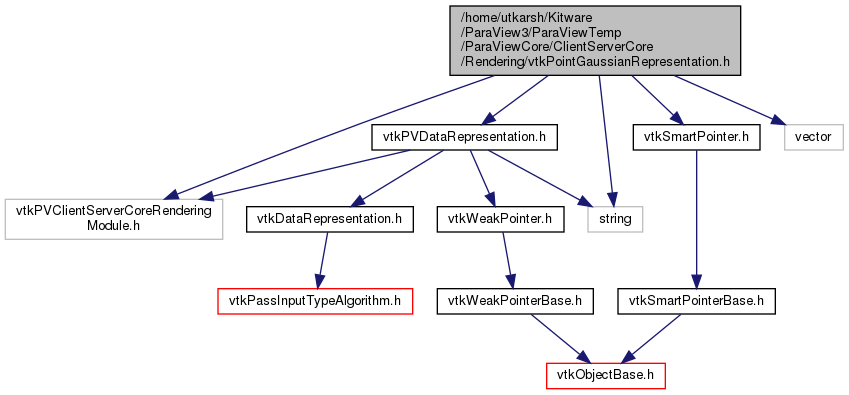 /home/utkarsh/Kitware
/ParaView3/ParaViewTemp
/ParaViewCore/ClientServerCore
/Rendering/vtkPointGaussianRepresentation.h
vtkPVDataRepresentation.h
vtkSmartPointer.h
vector
vtkPVClientServerCoreRendering
Module.h
vtkDataRepresentation.h
vtkWeakPointer.h
string
vtkPassInputTypeAlgorithm.h
vtkWeakPointerBase.h
vtkSmartPointerBase.h
vtkObjectBase.h